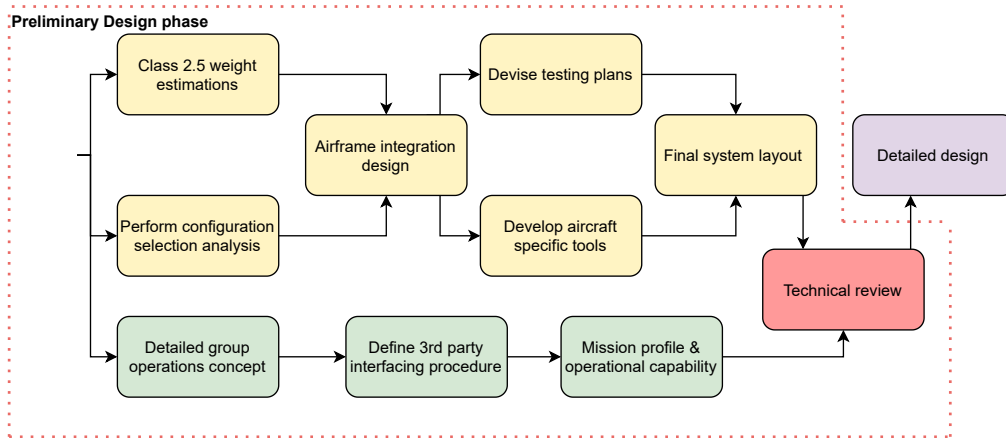 Preliminary Design phase
Class 2.5 weight
estimations
Devise testing plans
Airframe integration
design
Final system layout
Detailed design
Perform configuration
selection analysis
Develop aircraft
specific tools
Technical review
Detailed group
operations concept
Define 3rd party
interfacing procedure
Mission profile &
operational capability